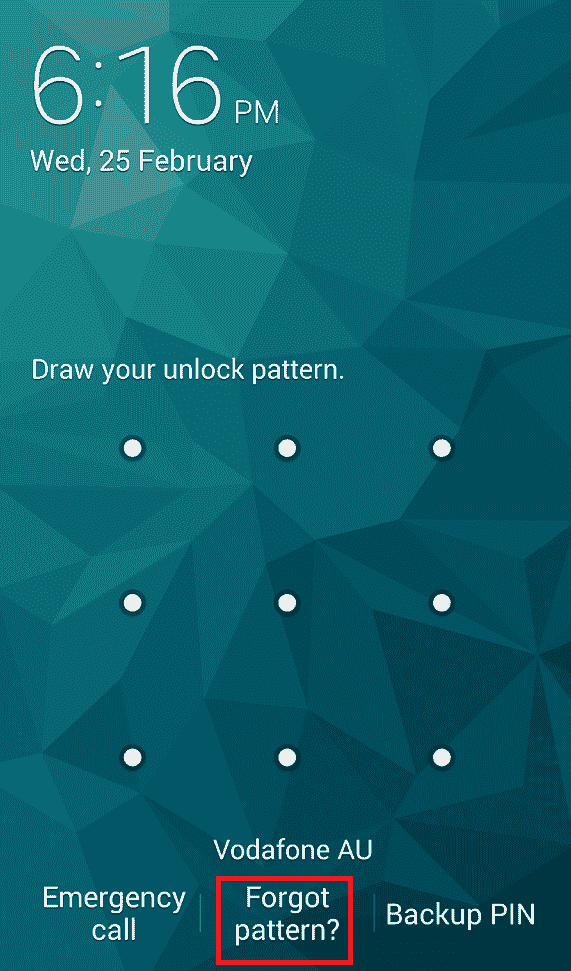 6:16 PM
Wed, 25 February
Draw your unlock pattern.
Vodafone AU
Emergency
call
Forgot
pattern?
Backup PIN